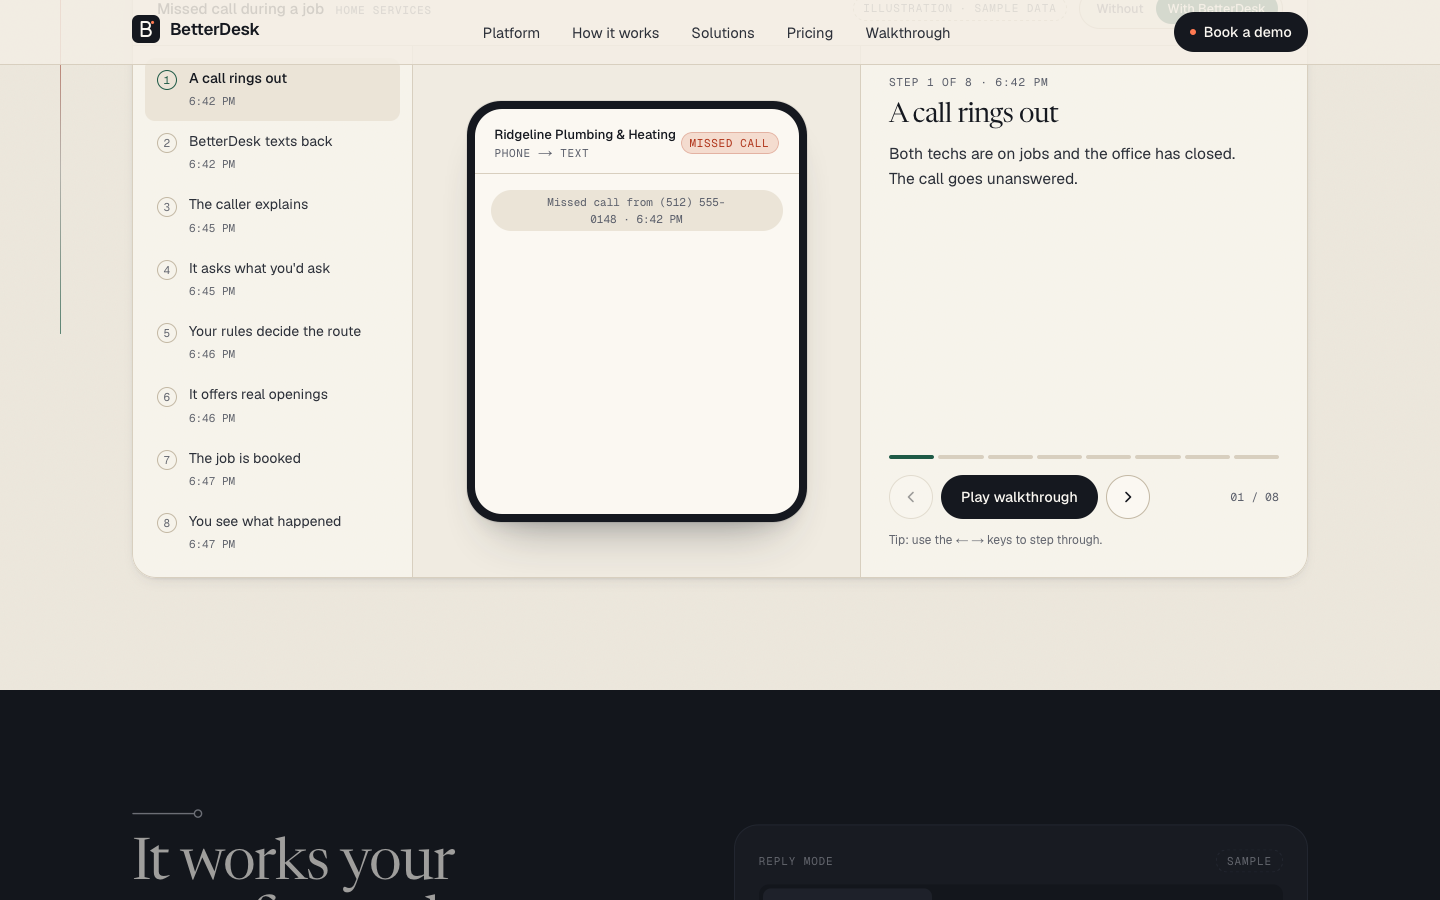 Missed call during a job HOME SERVICES
ILLUSTRATION · SAMPLE DATA
Without
With BetterDesk
B
BetterDesk
Platform
How it works
Solutions
Pricing
Walkthrough
Book a demo
1 A call rings out
6:42 PM
2 BetterDesk texts back
6:42 PM
3 The caller explains
6:45 PM
4 It asks what you'd ask
6:45 PM
5 Your rules decide the route
6:46 PM
6 It offers real openings
6:46 PM
7 The job is booked
6:47 PM
8 You see what happened
6:47 PM
Ridgeline Plumbing & Heating
PHONE → TEXT
MISSED CALL
Missed call from (512) 555-
0148 · 6:42 PM
STEP 1 OF 8 · 6:42 PM
A call rings out
Both techs are on jobs and the office has closed.
The call goes unanswered.
Play walkthrough
01 / 08
Tip: use the ← → keys to step through.
It works your
REPLY MODE
SAMPLE